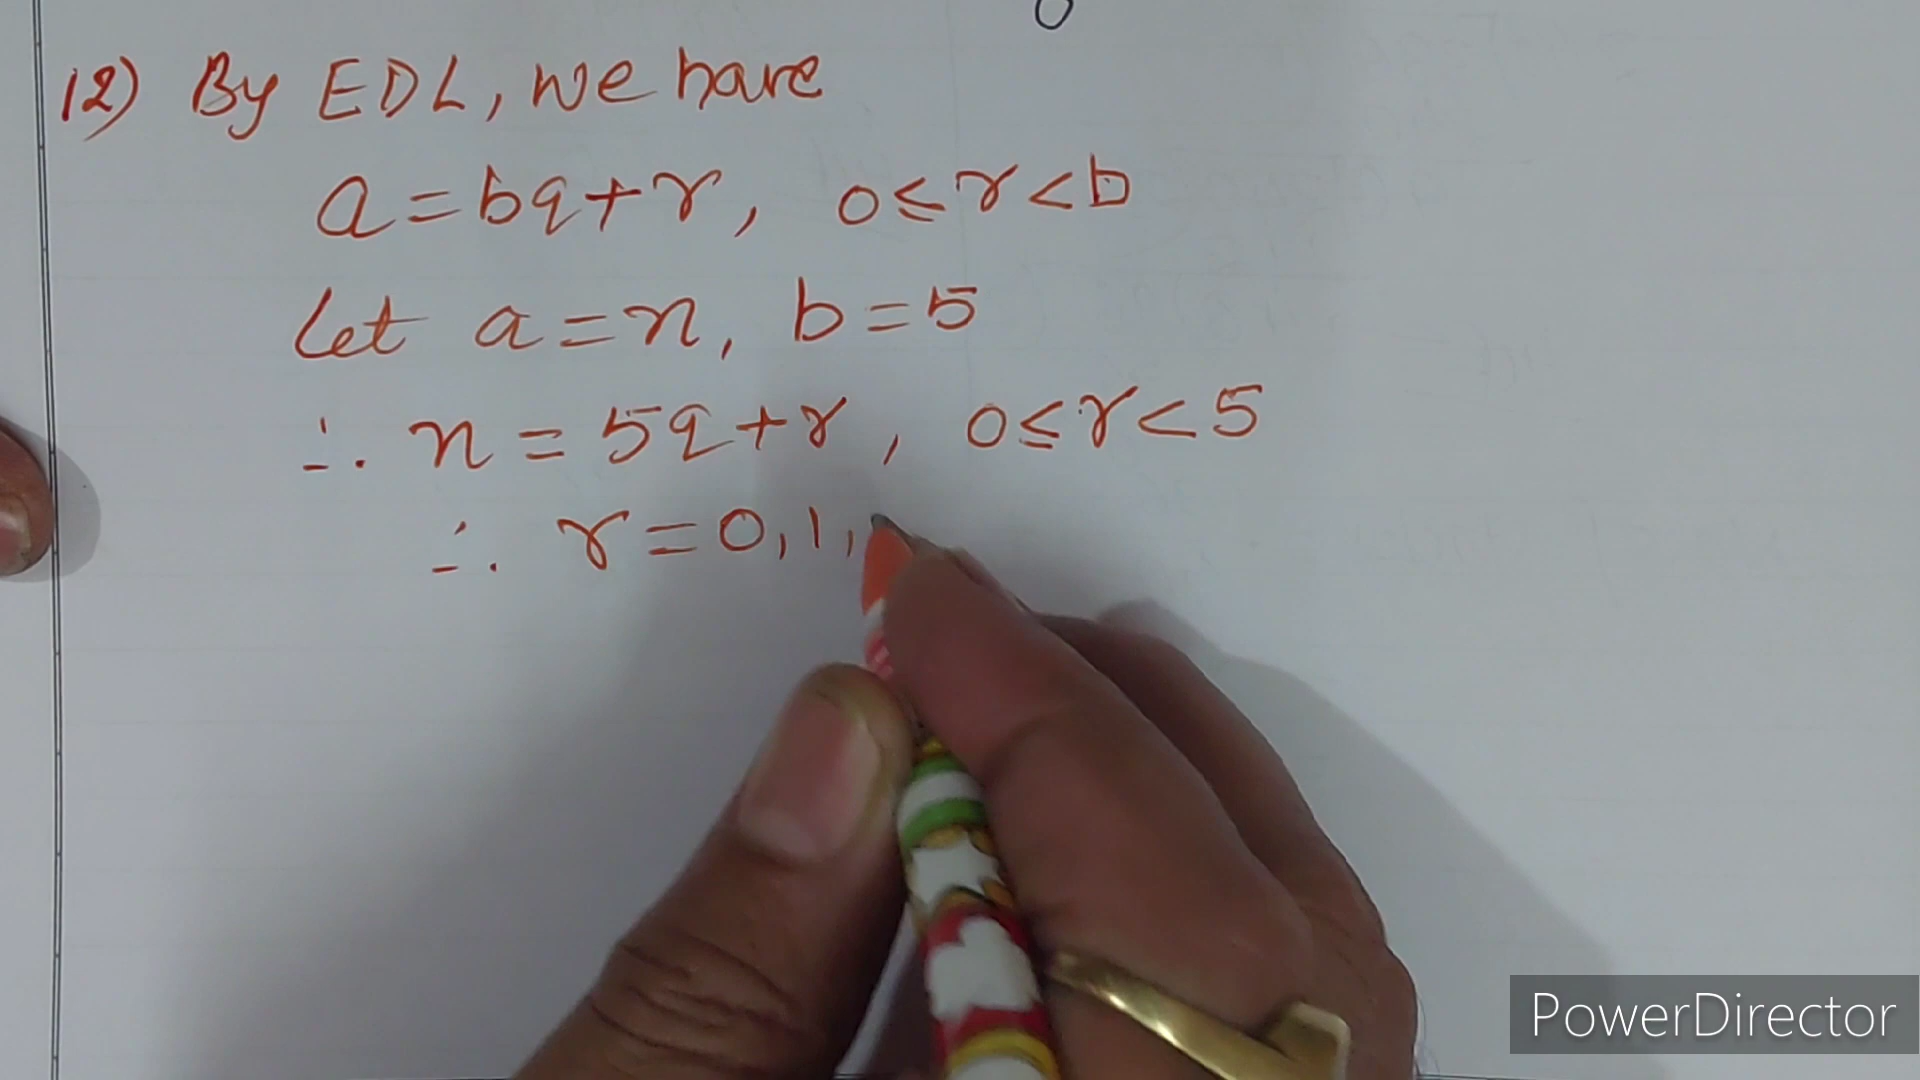 12) By EDL, we have
a = bq + r, 0 ≤ r < b
Let a = n, b = 5
∴ n = 5q + r, 0 ≤ r < 5
∴ r = 0, 1,
PowerDirector